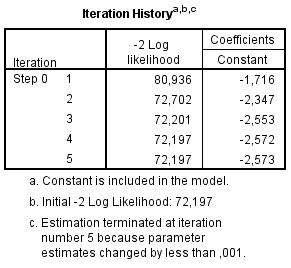 Iteration Historya,b,c
Iteration -2 Log likelihood Coefficients
Constant
Step 0 1 80,936 -1,716
2 72,702 -2,347
3 72,201 -2,553
4 72,197 -2,572
5 72,197 -2,573
a. Constant is included in the model.
b. Initial -2 Log Likelihood: 72,197
c. Estimation terminated at iteration
number 5 because parameter
estimates changed by less than ,001.